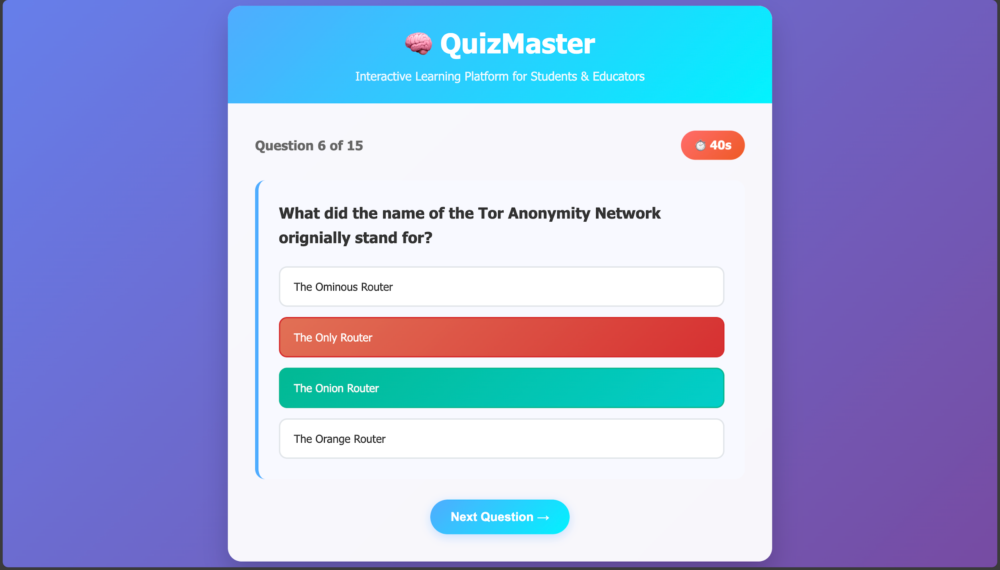 🧠 QuizMaster
Interactive Learning Platform for Students & Educators
Question 6 of 15
⏱️ 40s
What did the name of the Tor Anonymity Network
orignially stand for?
The Ominous Router
The Only Router
The Onion Router
The Orange Router
Next Question →